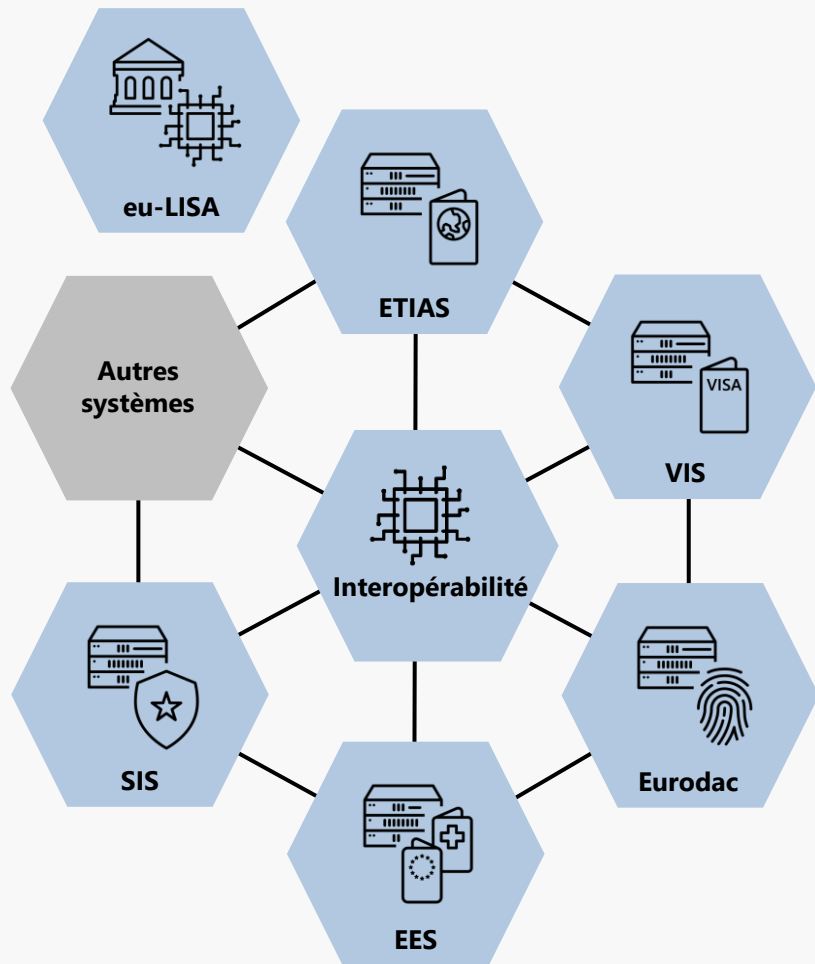 eu-LISA
ETIAS
Autres
systèmes
VISA
VIS
Interopérabilité
SIS
Eurodac
EES